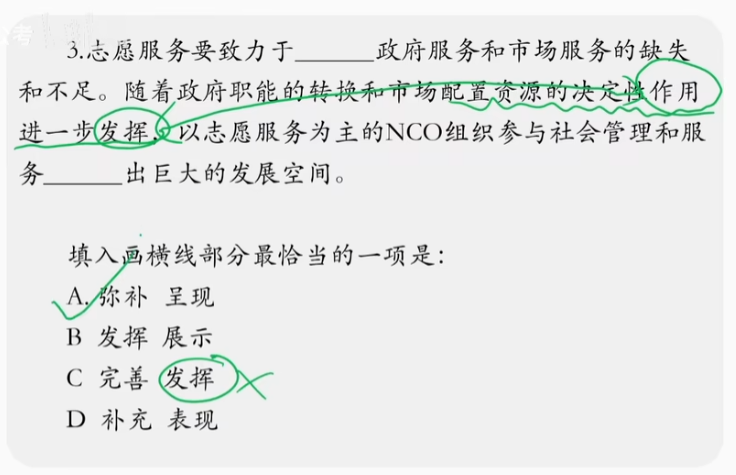 3.志愿服务要致力于______政府服务和市场服务的缺失
和不足。随着政府职能的转换和市场配置资源的决定性作用
进一步发挥，以志愿服务为主的NCO组织参与社会管理和服
务______出巨大的发展空间。
填入画横线部分最恰当的一项是：
A. 弥补 呈现
B 发挥 展示
C 完善 发挥
D 补充 表现